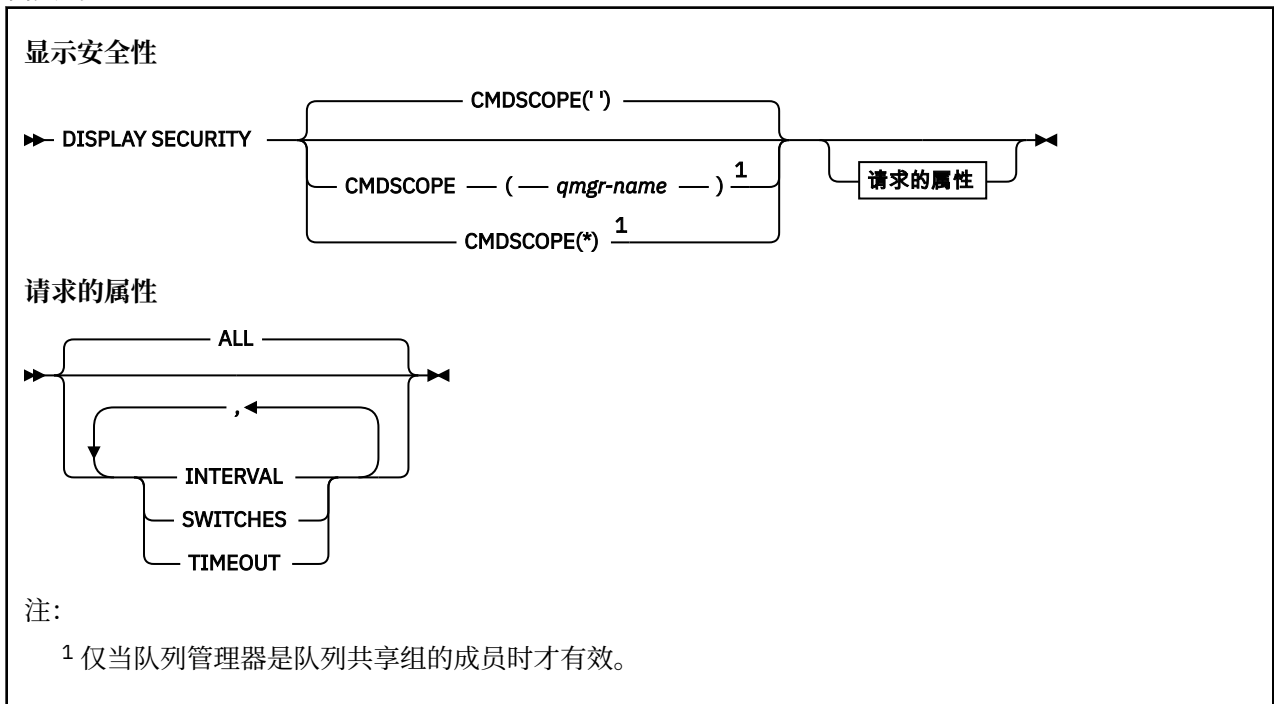 显示安全性
CMDSCOPE(' ')
DISPLAY SECURITY
CMDSCOPE ( qmgr-name ) 1
请求的属性
CMDSCOPE(*) 1
请求的属性
ALL
,
INTERVAL
SWITCHES
TIMEOUT
注：
1 仅当队列管理器是队列共享组的成员时才有效。